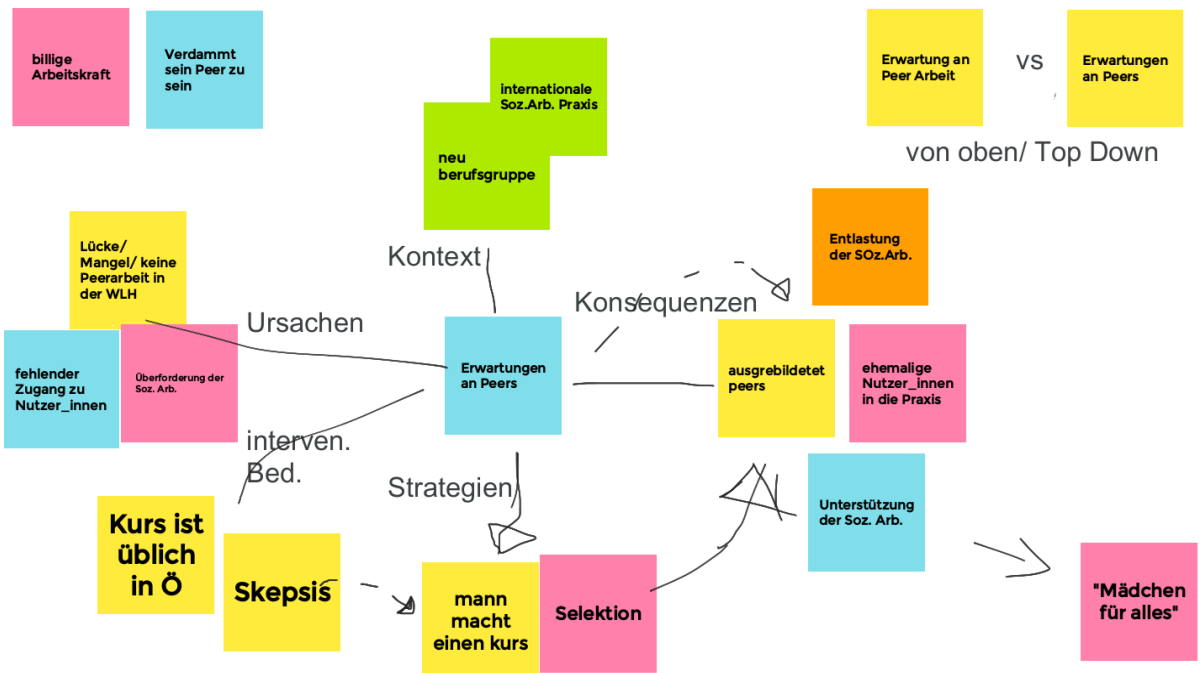 billige
Arbeitskraft
Verdammt
sein Peer zu
sein
internationale
Soz.Arb. Praxis
neu
berufsgruppe
Erwartung an
Peer Arbeit
vs
Erwartungen
an Peers
von oben/ Top Down
Lücke/
Mangel/ keine
Peerarbeit in
der WLH
fehlender
Zugang zu
Nutzer_innen
Überforderung der
Soz. Arb.
Ursachen
Kontext
Konsequenzen
Entlastung
der SOz.Arb.
Erwartungen
an Peers
ausgrebildetet
peers
ehemalige
Nutzer_innen
in die Praxis
interven.
Bed.
Strategien
Unterstützung
der Soz. Arb.
Kurs ist
üblich
in Ö
Skepsis
mann
macht
einen kurs
Selektion
"Mädchen
für alles"